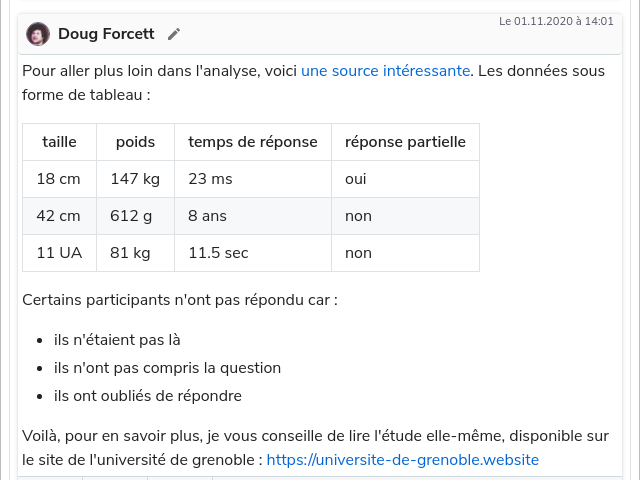 Le 01.11.2020 à 14:01
Doug Forcett
Pour aller plus loin dans l'analyse, voici une source intéressante. Les données sous
forme de tableau :
taille poids temps de réponse réponse partielle
18 cm 147 kg 23 ms oui
42 cm 612 g 8 ans non
11 UA 81 kg 11.5 sec non
Certains participants n'ont pas répondu car :
• ils n'étaient pas là
• ils n'ont pas compris la question
• ils ont oubliés de répondre
Voilà, pour en savoir plus, je vous conseille de lire l'étude elle-même, disponible sur
le site de l'université de grenoble : https://universite-de-grenoble.website